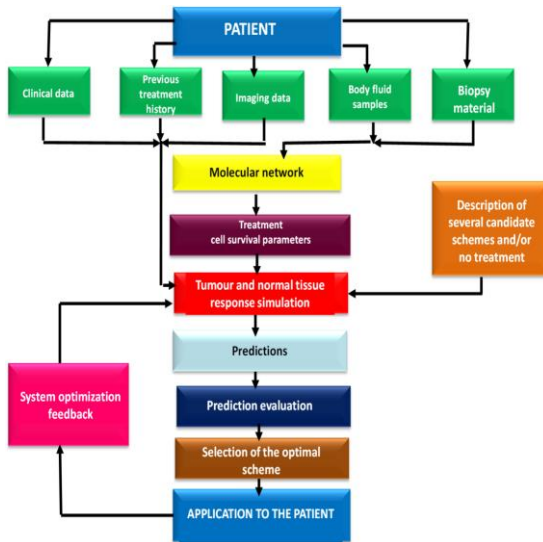 PATIENT
Clinical data
Previous
treatment
history
Imaging data
Body fluid
samples
Biopsy
material
Molecular network
Description of
several candidate
schemes and/or
no treatment
Treatment
cell survival parameters
Tumour and normal tissue
response simulation
Predictions
System optimization
feedback
Prediction evaluation
Selection of the optimal
scheme
APPLICATION TO THE PATIENT